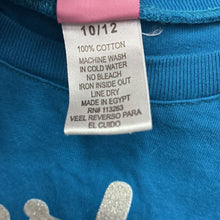 10/12
100% COTTON
MACHINE WASH
IN COLD WATER
NO BLEACH
IRON INSIDE OUT
LINE DRY
MADE IN EGYPT
RN# 113263
VEEL REVERSO PARA
EL CUIDO